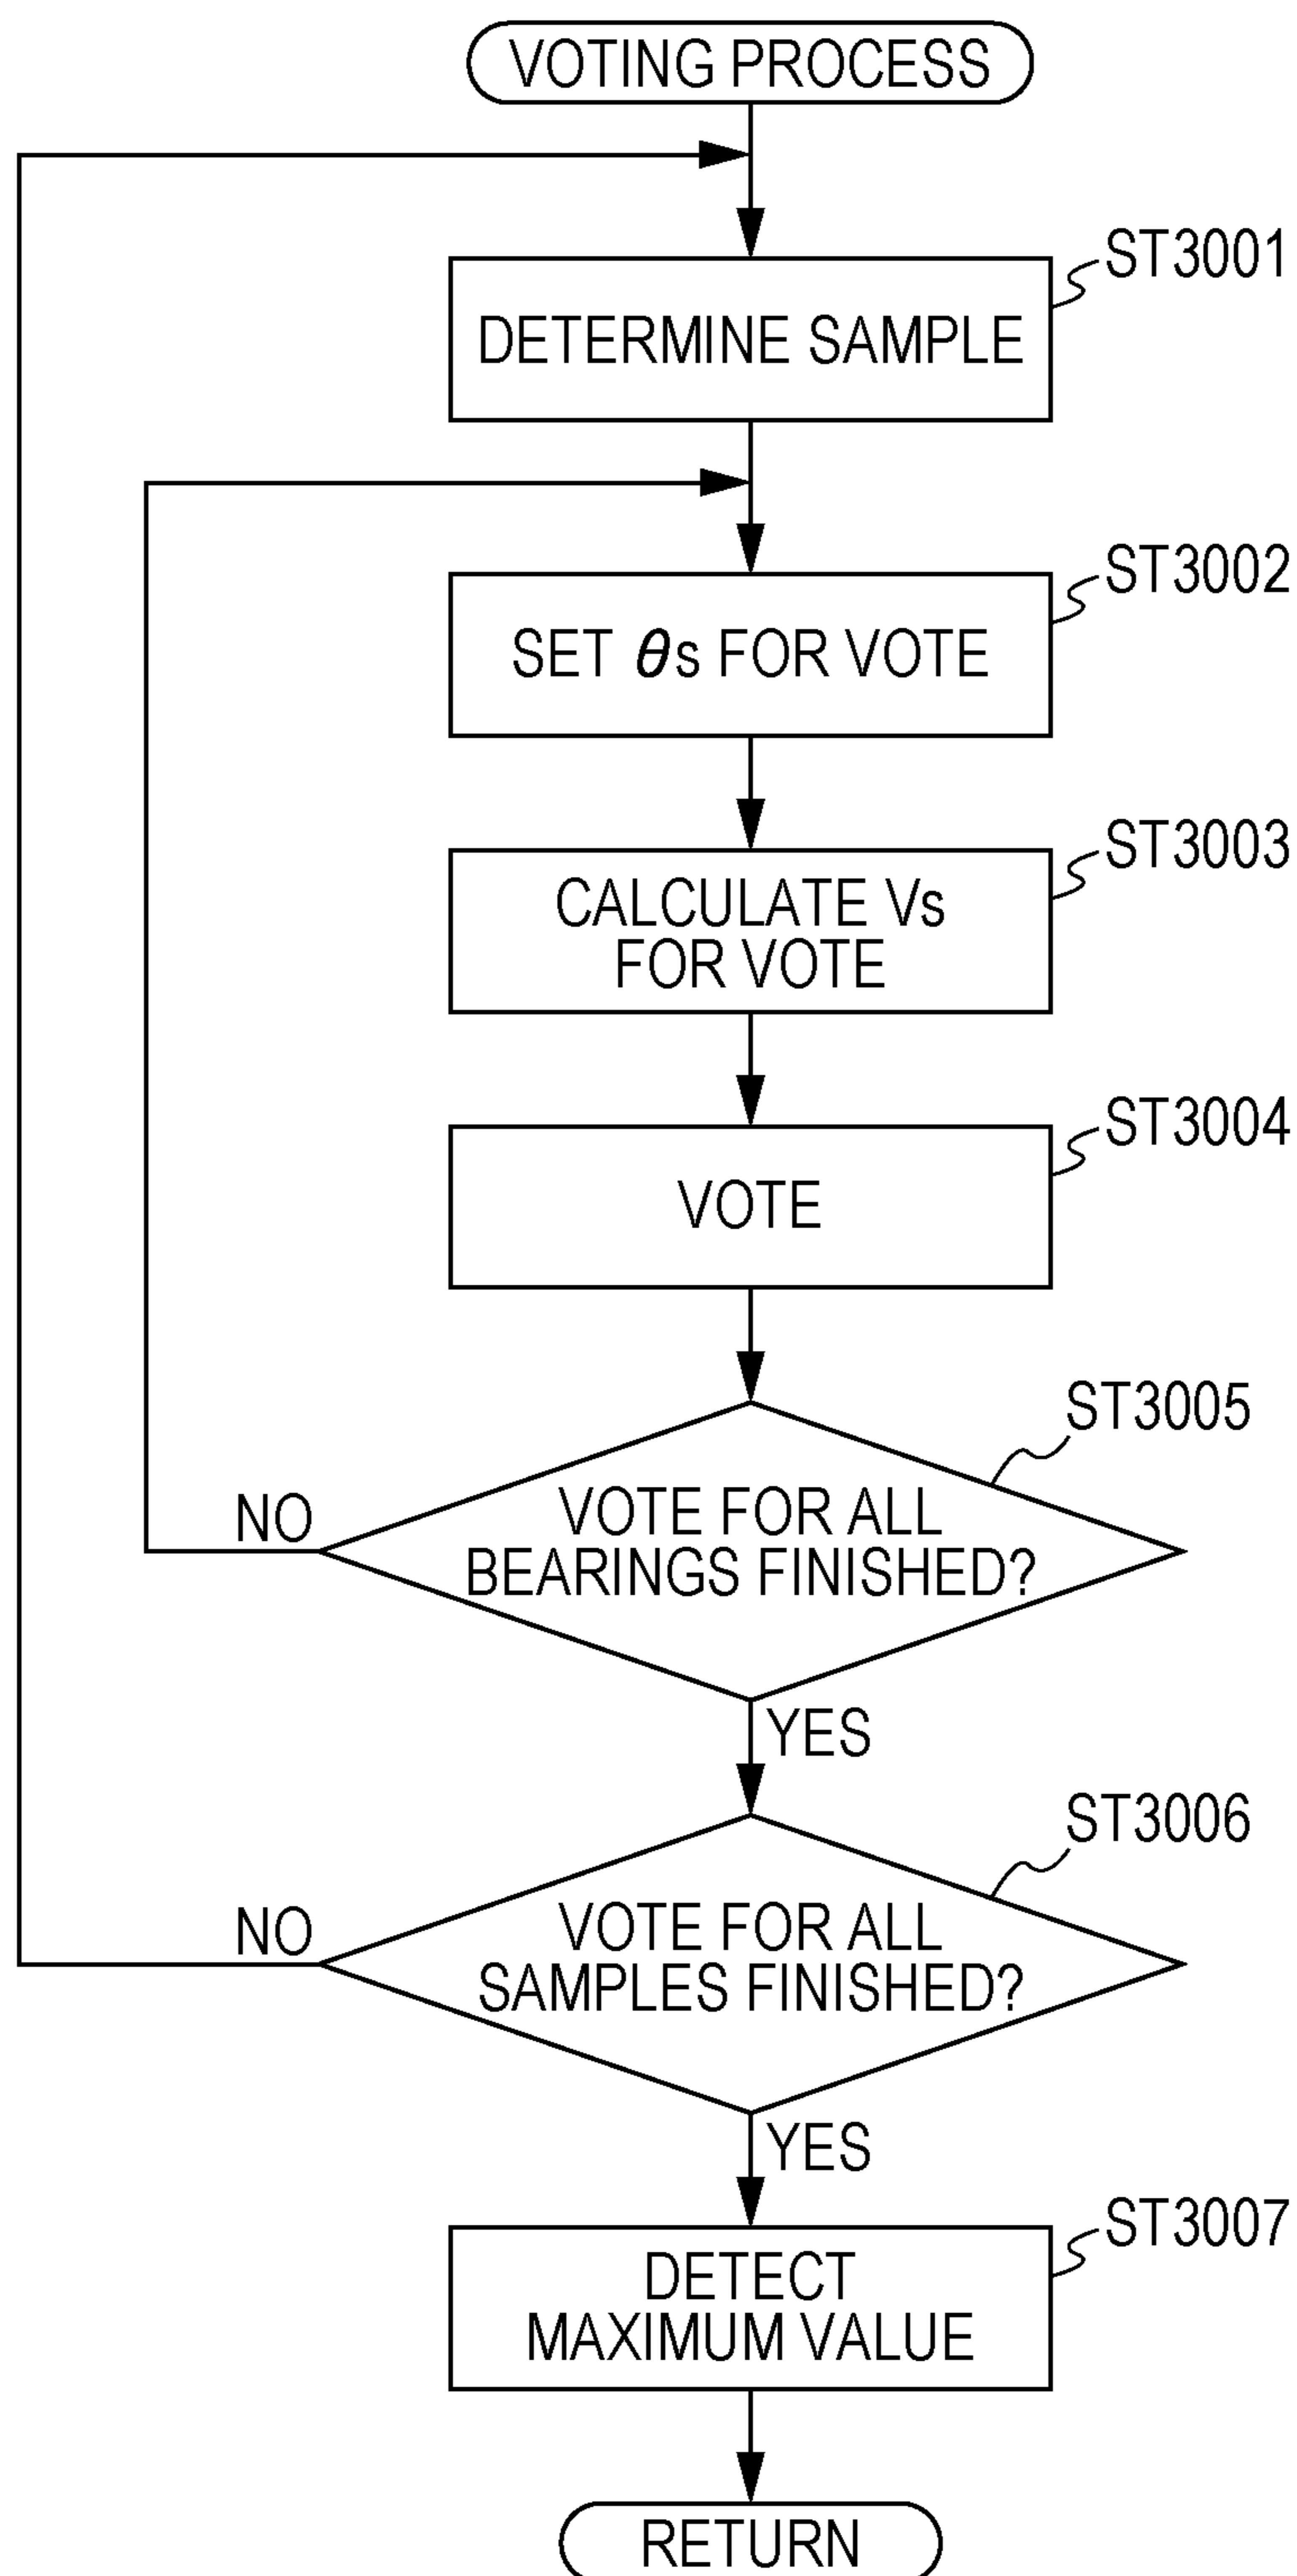 VOTING PROCESS
ST3001
DETERMINE SAMPLE
ST3002
SET θs FOR VOTE
ST3003
CALCULATE Vs
FOR VOTE
ST3004
VOTE
ST3005
VOTE FOR ALL
BEARINGS FINISHED?
NO
YES
ST3006
VOTE FOR ALL
SAMPLES FINISHED?
NO
YES
ST3007
DETECT
MAXIMUM VALUE
RETURN